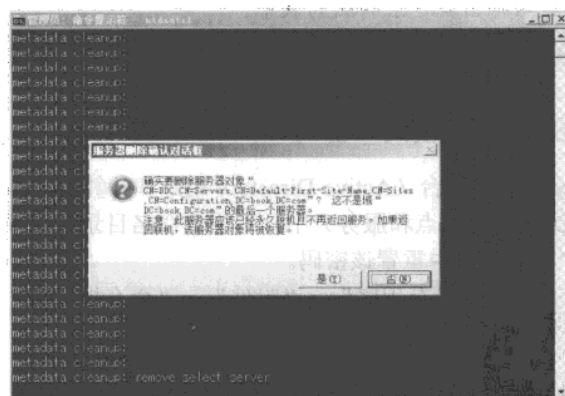 管理员: 命令提示符 - ntdsutil
metadata cleanup:
metadata cleanup:
metadata cleanup:
metadata cleanup:
metadata cleanup:
metadata cleanup:
metadata cleanup:
metadata cleanup:
服务器删除确认对话框
确实要删除服务器对象“
CN=BDC,CN=Servers,CN=Default-First-Site-Name,CN=Sites
,CN=Configuration,DC=book,DC=com”? 这不是域“
DC=book,DC=com”的最后一个服务器。
注意: 此服务器应该已经永久脱机且不再返回服务。如果返
回联机，该服务器对象将被恢复。
是(Y)
否(N)
metadata cleanup:
metadata cleanup:
metadata cleanup:
metadata cleanup:
metadata cleanup:
metadata cleanup: remove select server